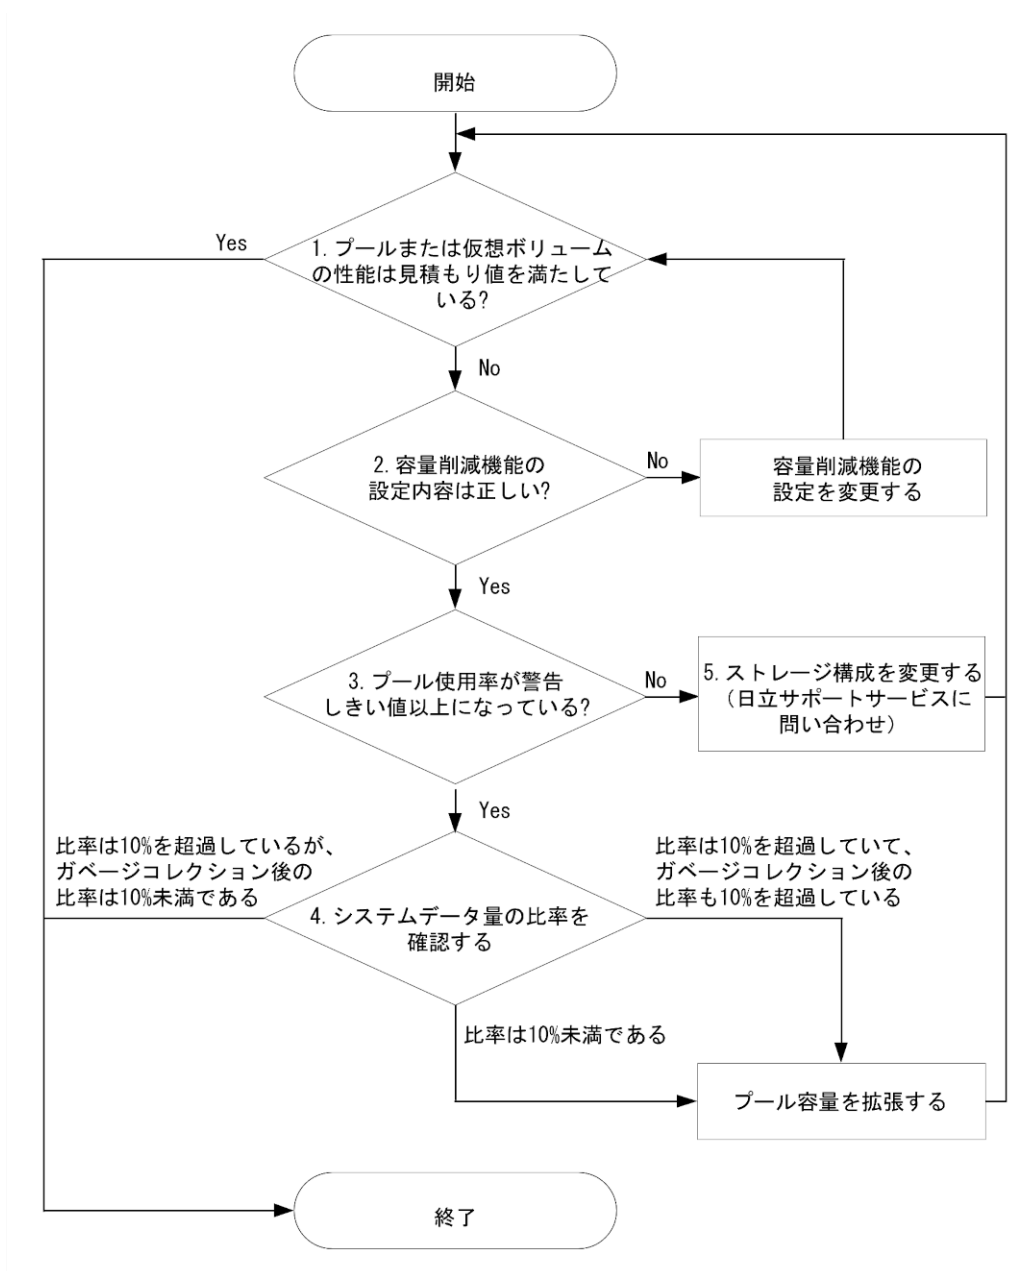 開始
Yes
1. プールまたは仮想ボリューム
の性能は見積もり値を満たして
いる?
No
2. 容量削減機能の
設定内容は正しい?
No
容量削減機能の
設定を変更する
Yes
3. プール使用率が警告
しきい値以上になっている?
No
5. ストレージ構成を変更する
(日立サポートサービスに
問い合わせ)
Yes
比率は10%を超過しているが、
ガベージコレクション後の
比率は10%未満である
比率は10%を超過していて、
ガベージコレクション後の
比率も10%を超過している
4. システムデータ量の比率を
確認する
比率は10%未満である
プール容量を拡張する
終了